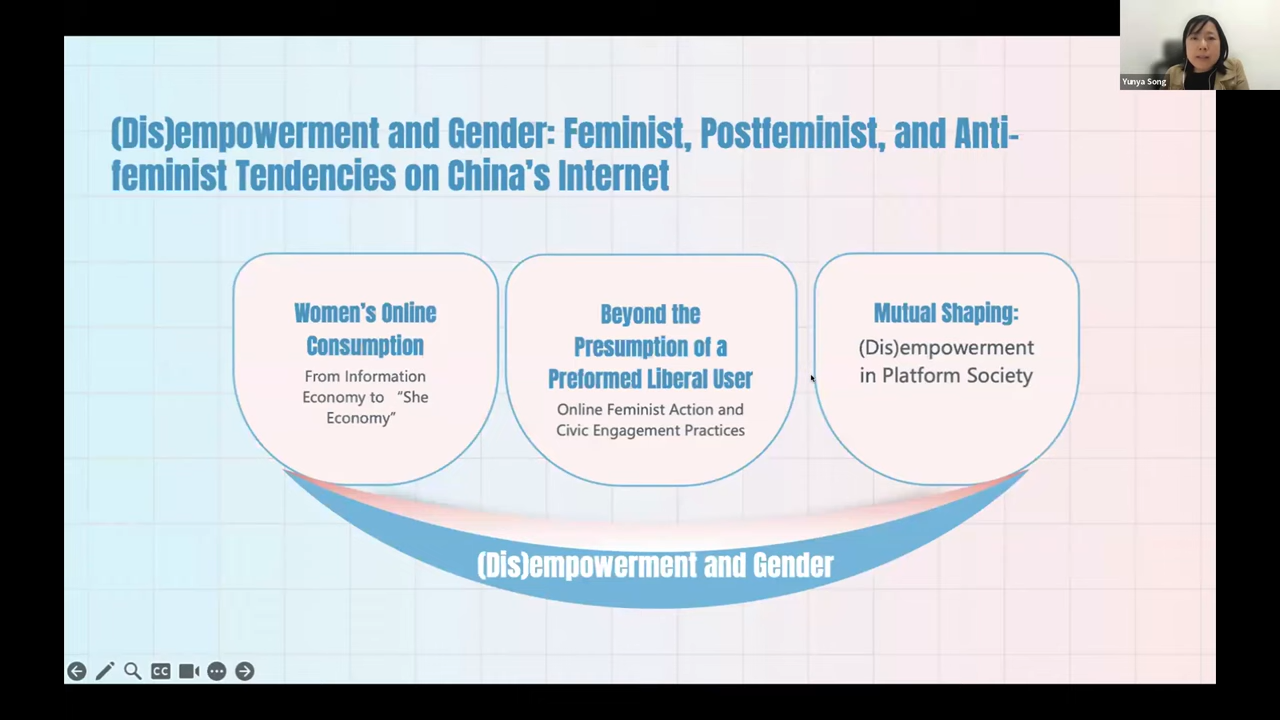 Yunya Song
(Dis)empowerment and Gender: Feminist, Postfeminist, and Anti-
feminist Tendencies on China's Internet
Women's Online
Consumption
From Information
Economy to "She
Economy"
Beyond the
Presumption of a
Preformed Liberal User
Online Feminist Action and
Civic Engagement Practices
Mutual Shaping:
(Dis)empowerment
in Platform Society
(Dis)empowerment and Gender
CC